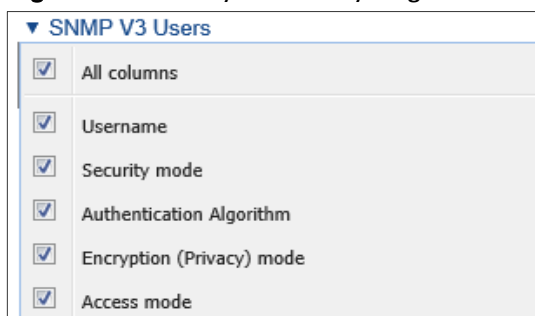 ▼ SNMP V3 Users
All columns
Username
Security mode
Authentication Algorithm
Encryption (Privacy) mode
Access mode